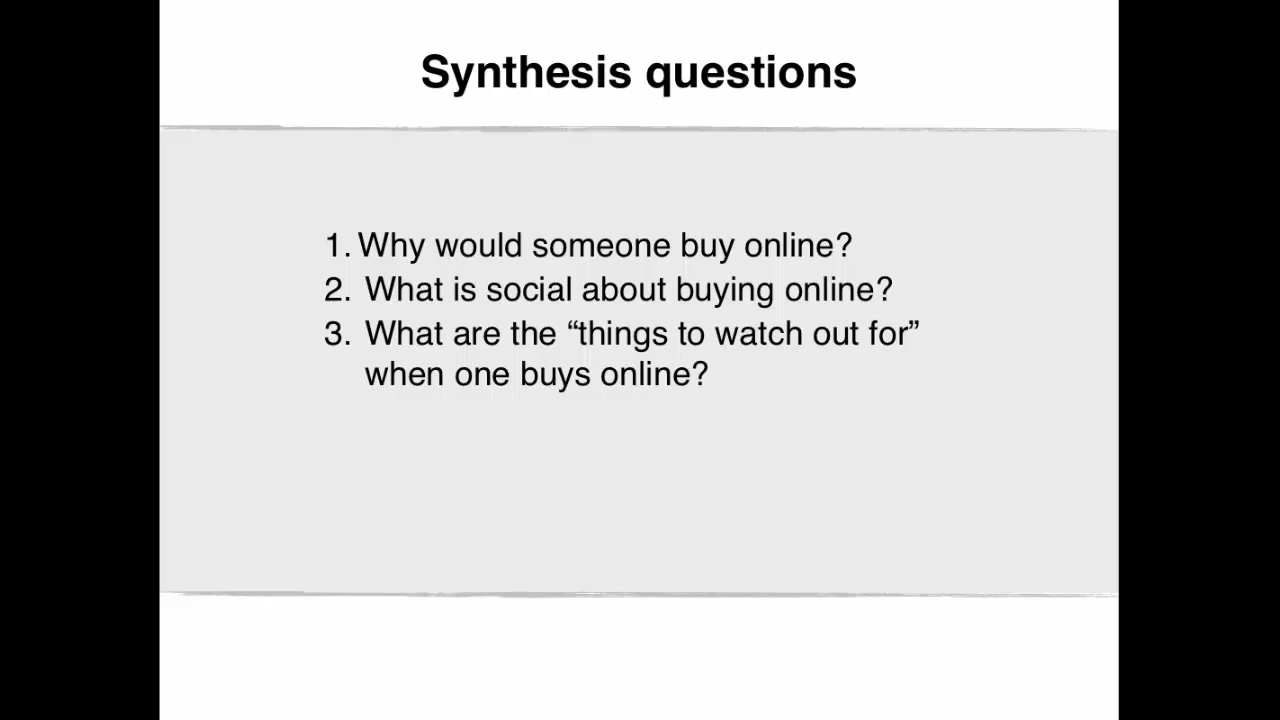 Synthesis questions
1. Why would someone buy online?
2. What is social about buying online?
3. What are the “things to watch out for”
when one buys online?